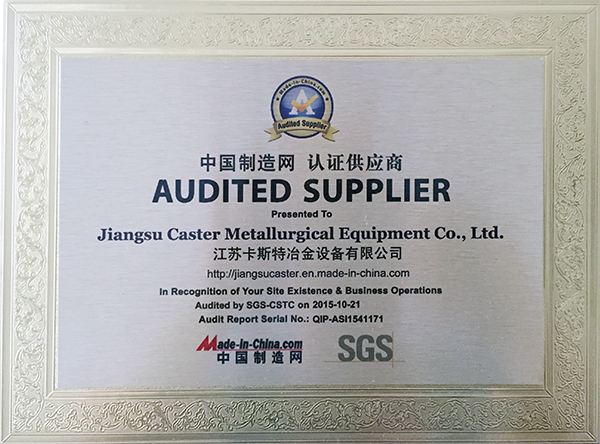 Made-in-China.com
A
Audited Supplier
中国制造网 认证供应商
AUDITED SUPPLIER
Presented To
Jiangsu Caster Metallurgical Equipment Co., Ltd.
江苏卡斯特冶金设备有限公司
http://jiangsucaster.en.made-in-china.com
In Recognition of Your Site Existence & Business Operations
Audited by SGS-CSTC on 2015-10-21
Audit Report Serial No.: QIP-ASI1541171
Made-in-China.com
中国制造网
SGS